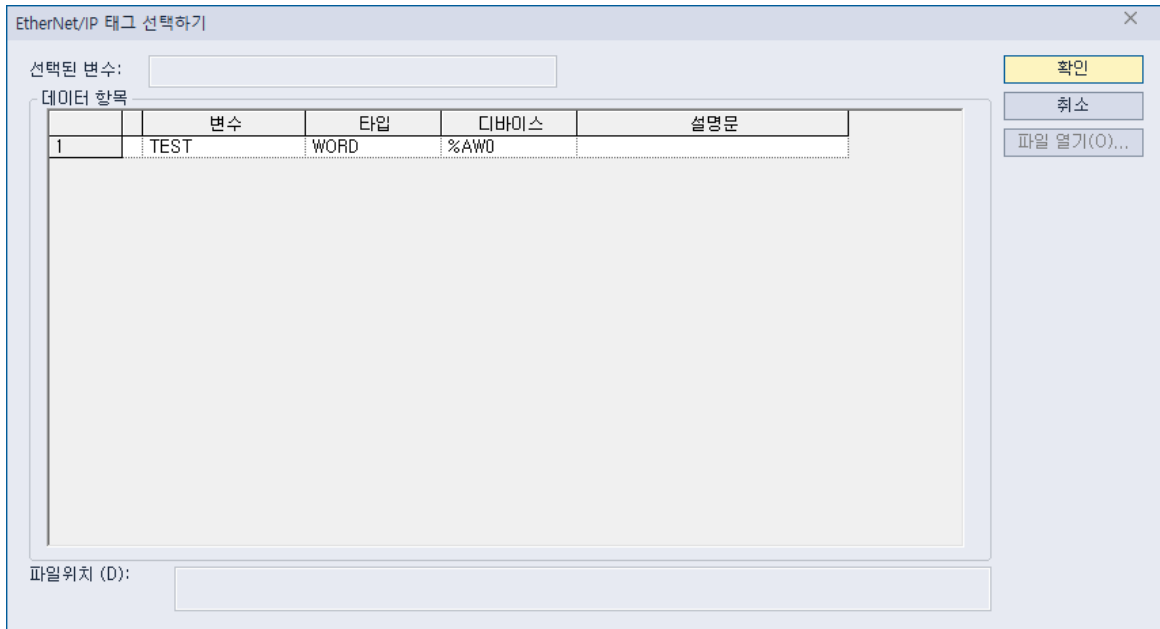 EtherNet/IP 태그 선택하기
선택된 변수:
확인
데이터 항목
취소
변수 타입 디바이스 설명문
파일 열기(O)...
1 TEST WORD %AW0
파일위치 (D):